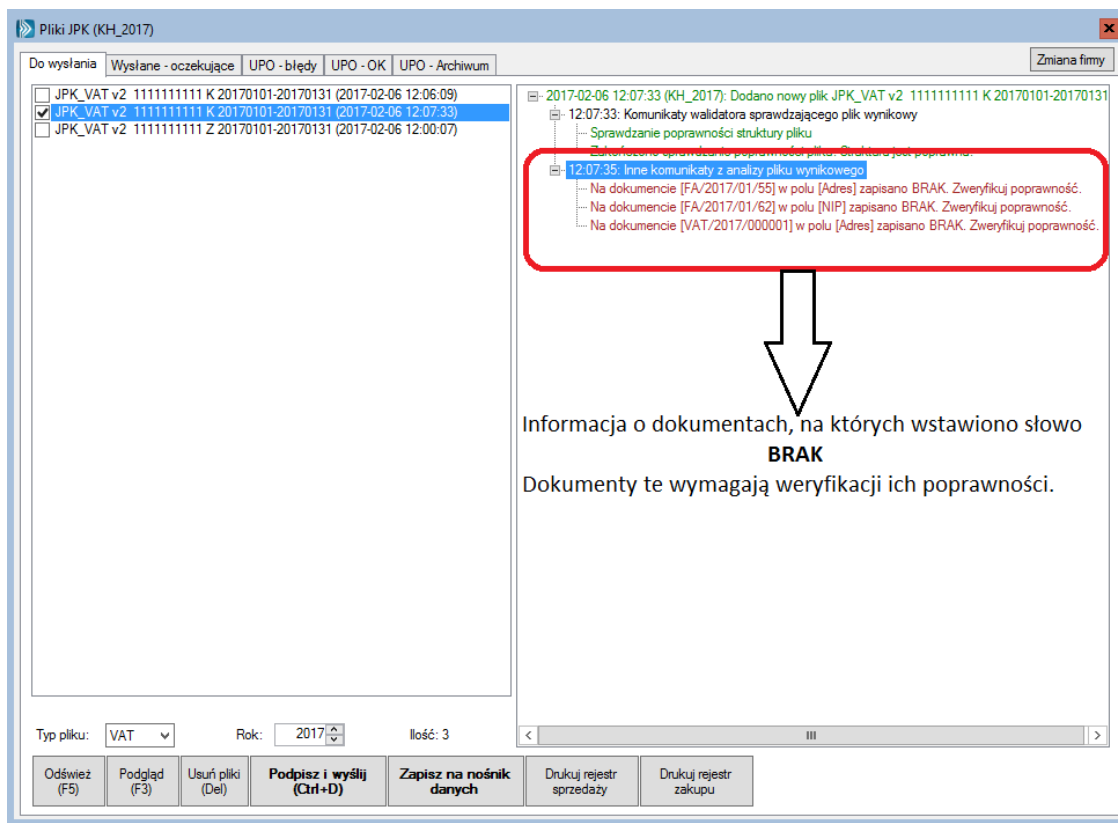 Pliki JPK (KH_2017)
Do wysłania Wysłane - oczekujące UPO - błędy UPO - OK UPO - Archiwum Zmiana firmy
JPK_VAT v2 1111111111 K 20170101-20170131 (2017-02-06 12:06:09)
JPK_VAT v2 1111111111 K 20170101-20170131 (2017-02-06 12:07:33)
JPK_VAT v2 1111111111 Z 20170101-20170131 (2017-02-06 12:00:07)
2017-02-06 12:07:33 (KH_2017): Dodano nowy plik JPK_VAT v2 1111111111 K 20170101-20170131
12:07:33: Komunikaty walidatora sprawdzającego plik wynikowy
Sprawdzanie poprawności struktury pliku
Zakończono sprawdzanie poprawności pliku. Struktura jest poprawna.
12:07:35: Inne komunikaty z analizy pliku wynikowego
Na dokumencie [FA/2017/01/55] w polu [Adres] zapisano BRAK. Zweryfikuj poprawność.
Na dokumencie [FA/2017/01/62] w polu [NIP] zapisano BRAK. Zweryfikuj poprawność.
Na dokumencie [VAT/2017/000001] w polu [Adres] zapisano BRAK. Zweryfikuj poprawność.
Informacja o dokumentach, na których wstawiono słowo
BRAK
Dokumenty te wymagają weryfikacji ich poprawności.
Typ pliku: VAT Rok: 2017 Ilość: 3
Odśwież (F5) Podgląd (F3) Usuń pliki (Del) Podpisz i wyślij (Ctrl+D) Zapisz na nośnik danych Drukuj rejestr sprzedaży Drukuj rejestr zakupu